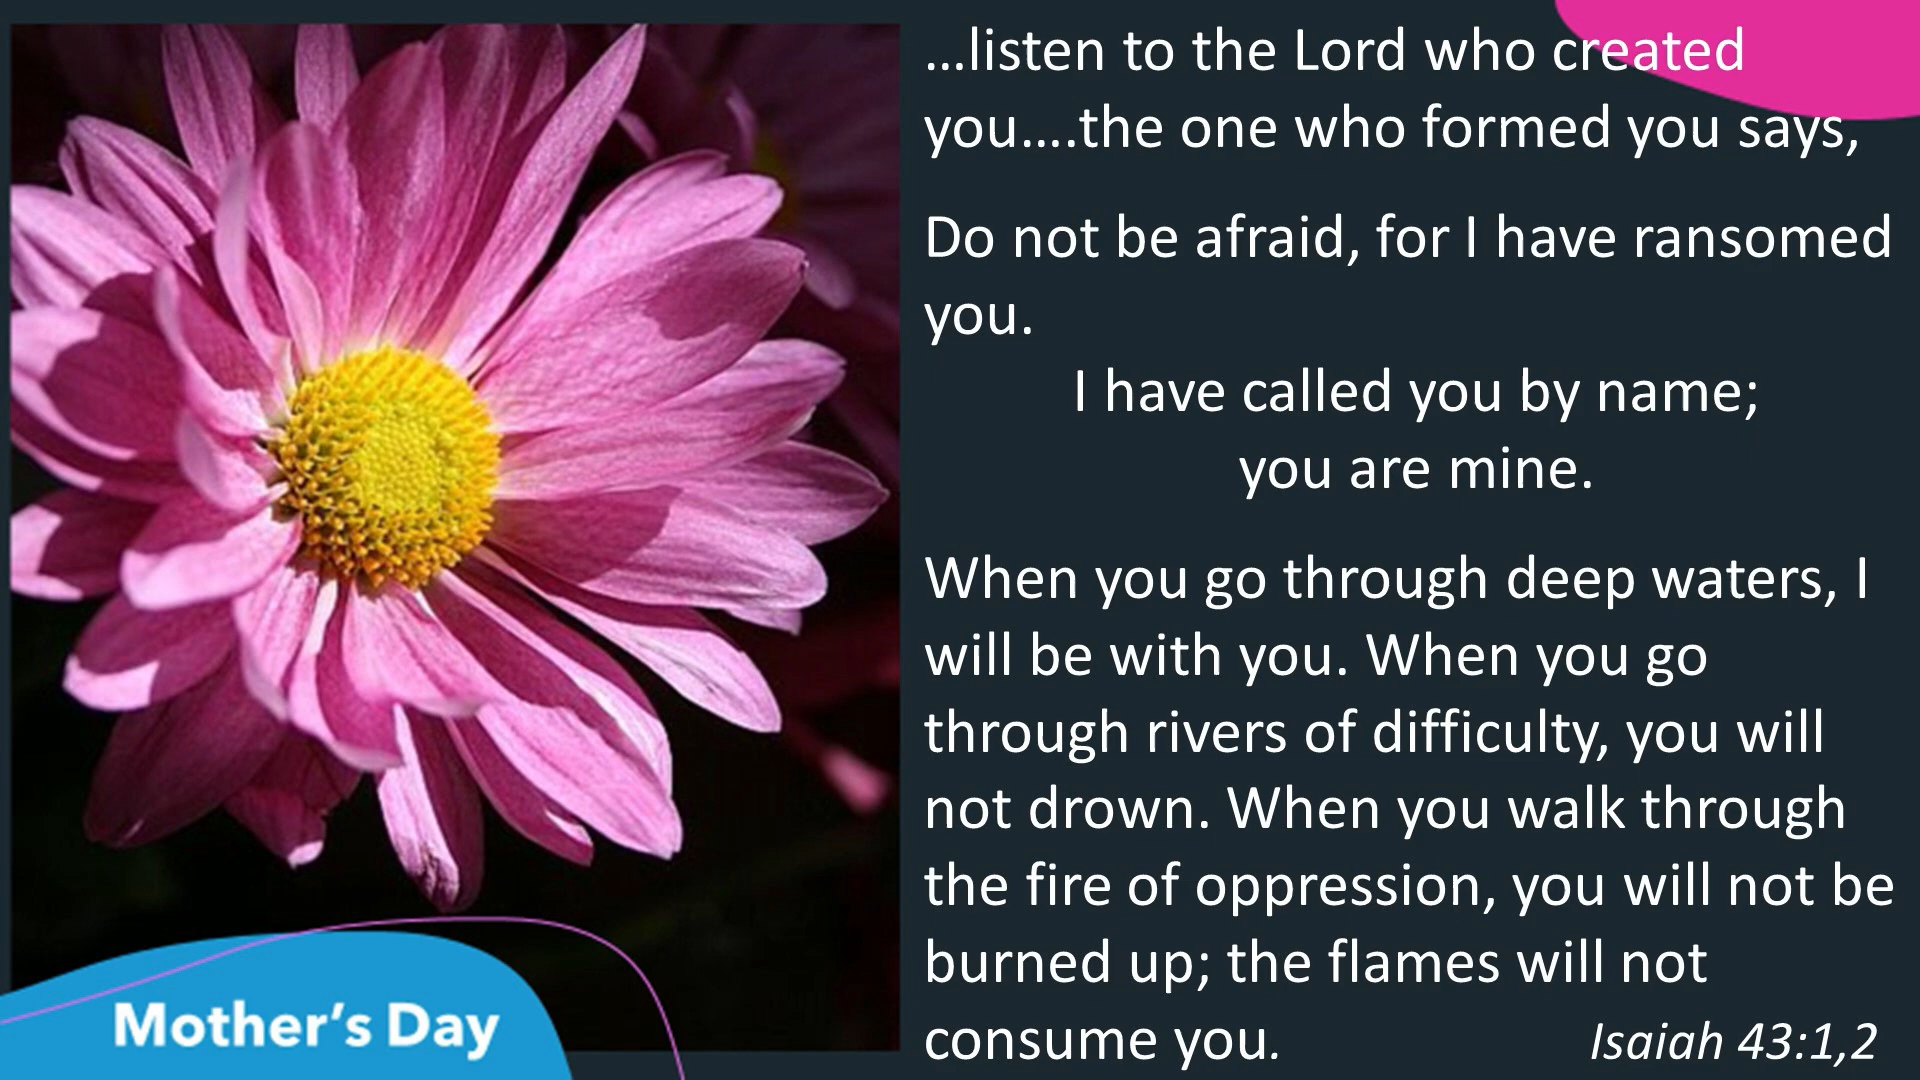 ...listen to the Lord who created
you....the one who formed you says,
Do not be afraid, for I have ransomed
you.
I have called you by name;
you are mine.
When you go through deep waters, I
will be with you. When you go
through rivers of difficulty, you will
not drown. When you walk through
the fire of oppression, you will not be
burned up; the flames will not
consume you.
Isaiah 43:1,2
Mother’s Day